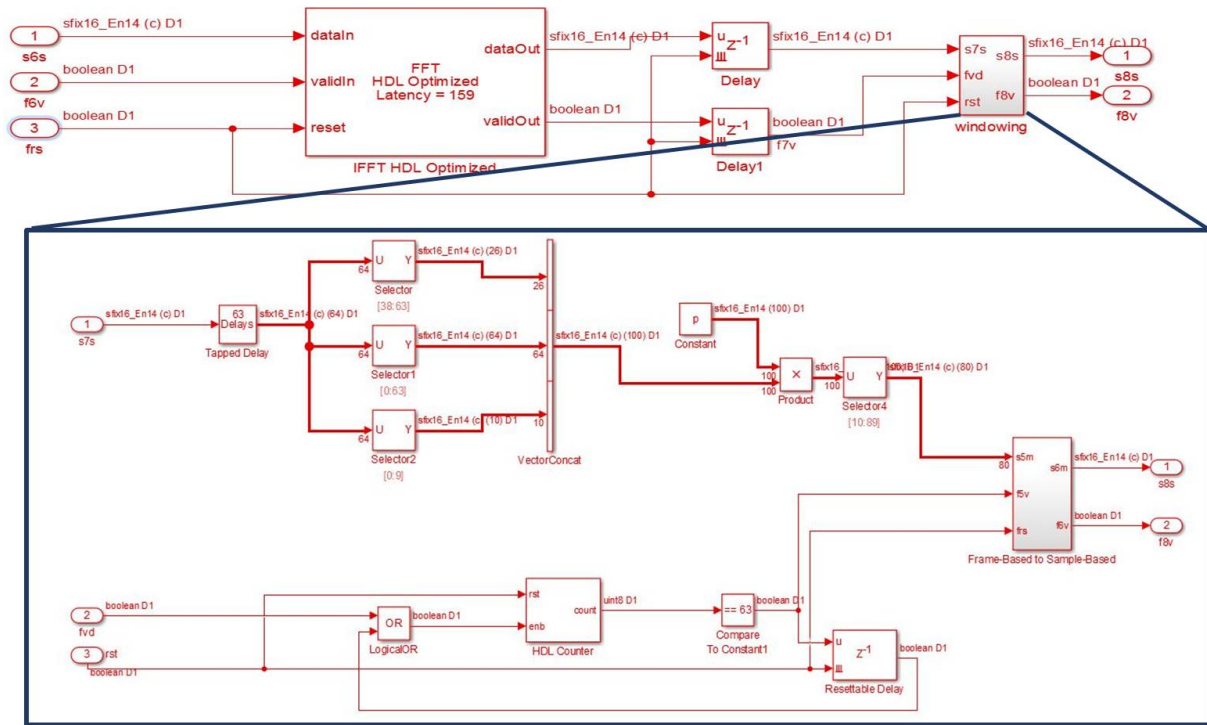 sfix16_En14 (c) D1
1
s6s
dataIn
boolean D1
2
f6v
validIn
boolean D1
3
frs
reset
FFT
HDL Optimized
Latency = 159
dataOut
validOut
IFFT HDL Optimized
sfix16_En14 (c) D1
boolean D1
u
Z-1
Delay
u
Z-1
Delay1
sfix16_En14 (c) D1
boolean D1
f7v
s7s
s8s
fvd
rst
f8v
windowing
sfix16_En14 (c) D1
1
s8s
boolean D1
2
f8v
1
s7s
sfix16_En14 (c) D1
63
Delays
Tapped Delay
sfix16_En14 (c) (64) D1
64
U Y
Selector
[38:63]
sfix16_En14 (c) (26) D1
26
64
U Y
Selector1
[0:63]
sfix16_En14 (c) (64) D1
64
64
U Y
Selector2
[0:9]
sfix16_En14 (c) (10) D1
10
VectorConcat
sfix16_En14 (c) (100) D1
p
Constant
sfix16_En14 (100) D1
100
100
×
Product
100
U Y
Selector4
[10:89]
sfix16_En14 (c) (80) D1
80
s5m
s6m
f5v
frs
f6v
Frame-Based to Sample-Based
sfix16_En14 (c) D1
1
s8s
boolean D1
2
f8v
2
fvd
boolean D1
3
rst
boolean D1
OR
LogicalOR
boolean D1
rst
count
enb
HDL Counter
uint8 D1
== 63
Compare
To Constant1
boolean D1
u
Z-1
Resettable Delay
boolean D1